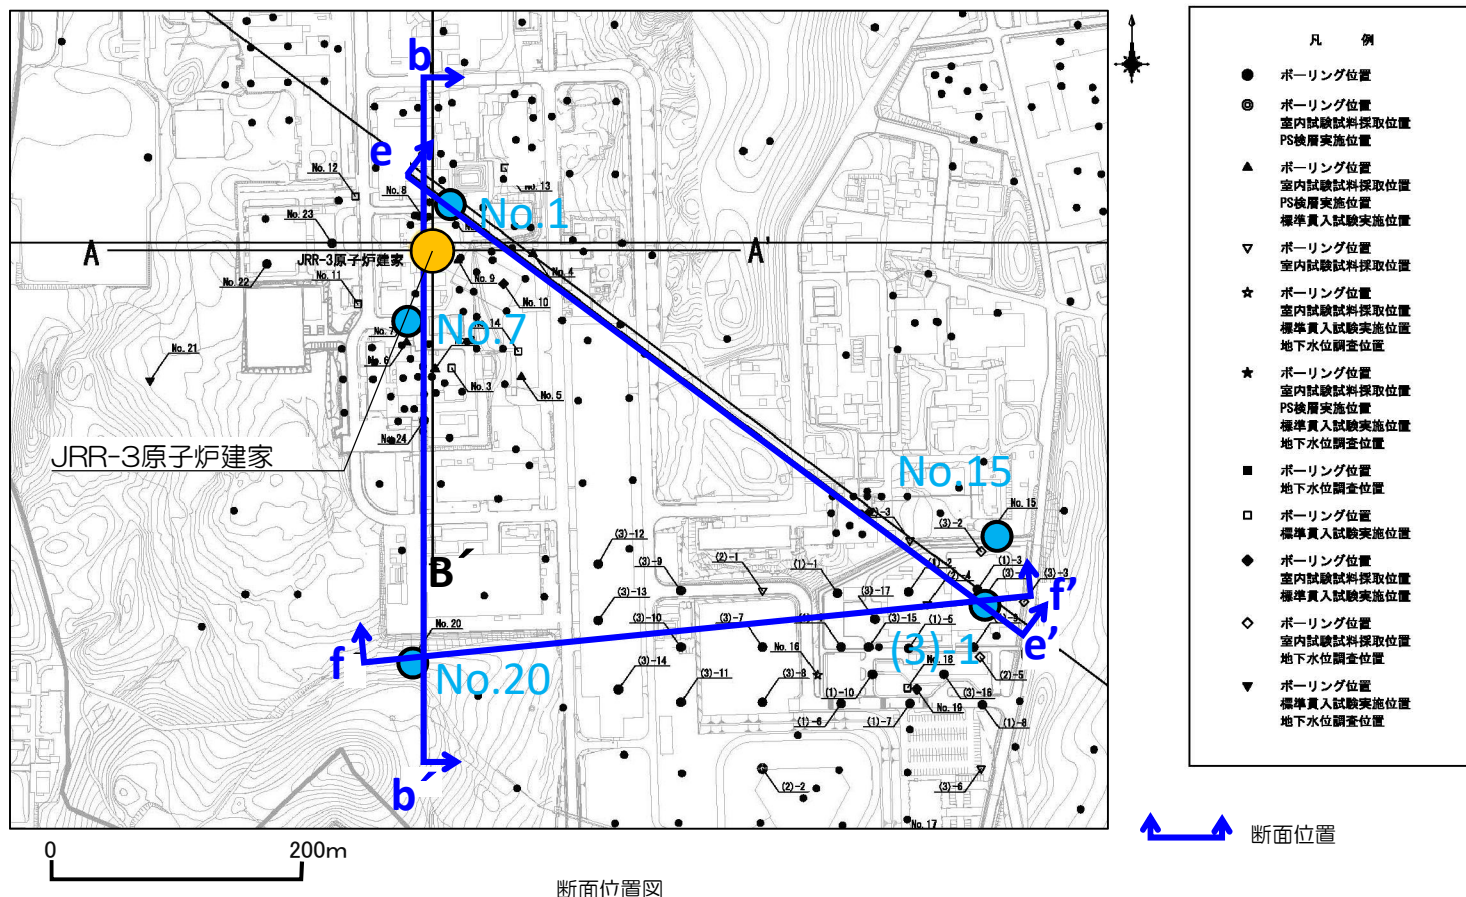 b
e
No.12
No.13
No.8
No.1
No.23
A
A'
JRR-3原子炉建家
No.4
No.22
No.11
No.9
No.10
No.7
No.7
No.14
No.21
No.6
No.3
No.5
No.24
JRR-3原子炉建家
No.15
No.15
(2)-3
(3)-2
(3)-12
(3)-9
(2)-1
(1)-1
(1)-2
(1)-3
(3)-3
(2)-4
B´
(3)-13
(3)-17
f'
(3)-10
(3)-7
(3)-15
(1)-5
e’
No.20
f
No.16
(3)-1
No.18
No.20
(3)-14
(3)-11
(3)-8
(1)-10
(3)-16
(2)-5
No.19
(1)-6
(1)-7
(1)-8
b´
(2)-2
(3)-6
No.17
0 200m
断面位置図
凡 例
ボーリング位置
ボーリング位置
室内試験試料採取位置
PS検層実施位置
ボーリング位置
室内試験試料採取位置
PS検層実施位置
標準貫入試験実施位置
ボーリング位置
室内試験試料採取位置
ボーリング位置
室内試験試料採取位置
標準貫入試験実施位置
地下水位調査位置
ボーリング位置
室内試験試料採取位置
PS検層実施位置
標準貫入試験実施位置
地下水位調査位置
ボーリング位置
地下水位調査位置
ボーリング位置
標準貫入試験実施位置
ボーリング位置
室内試験試料採取位置
標準貫入試験実施位置
ボーリング位置
室内試験試料採取位置
地下水位調査位置
ボーリング位置
標準貫入試験実施位置
地下水位調査位置
断面位置